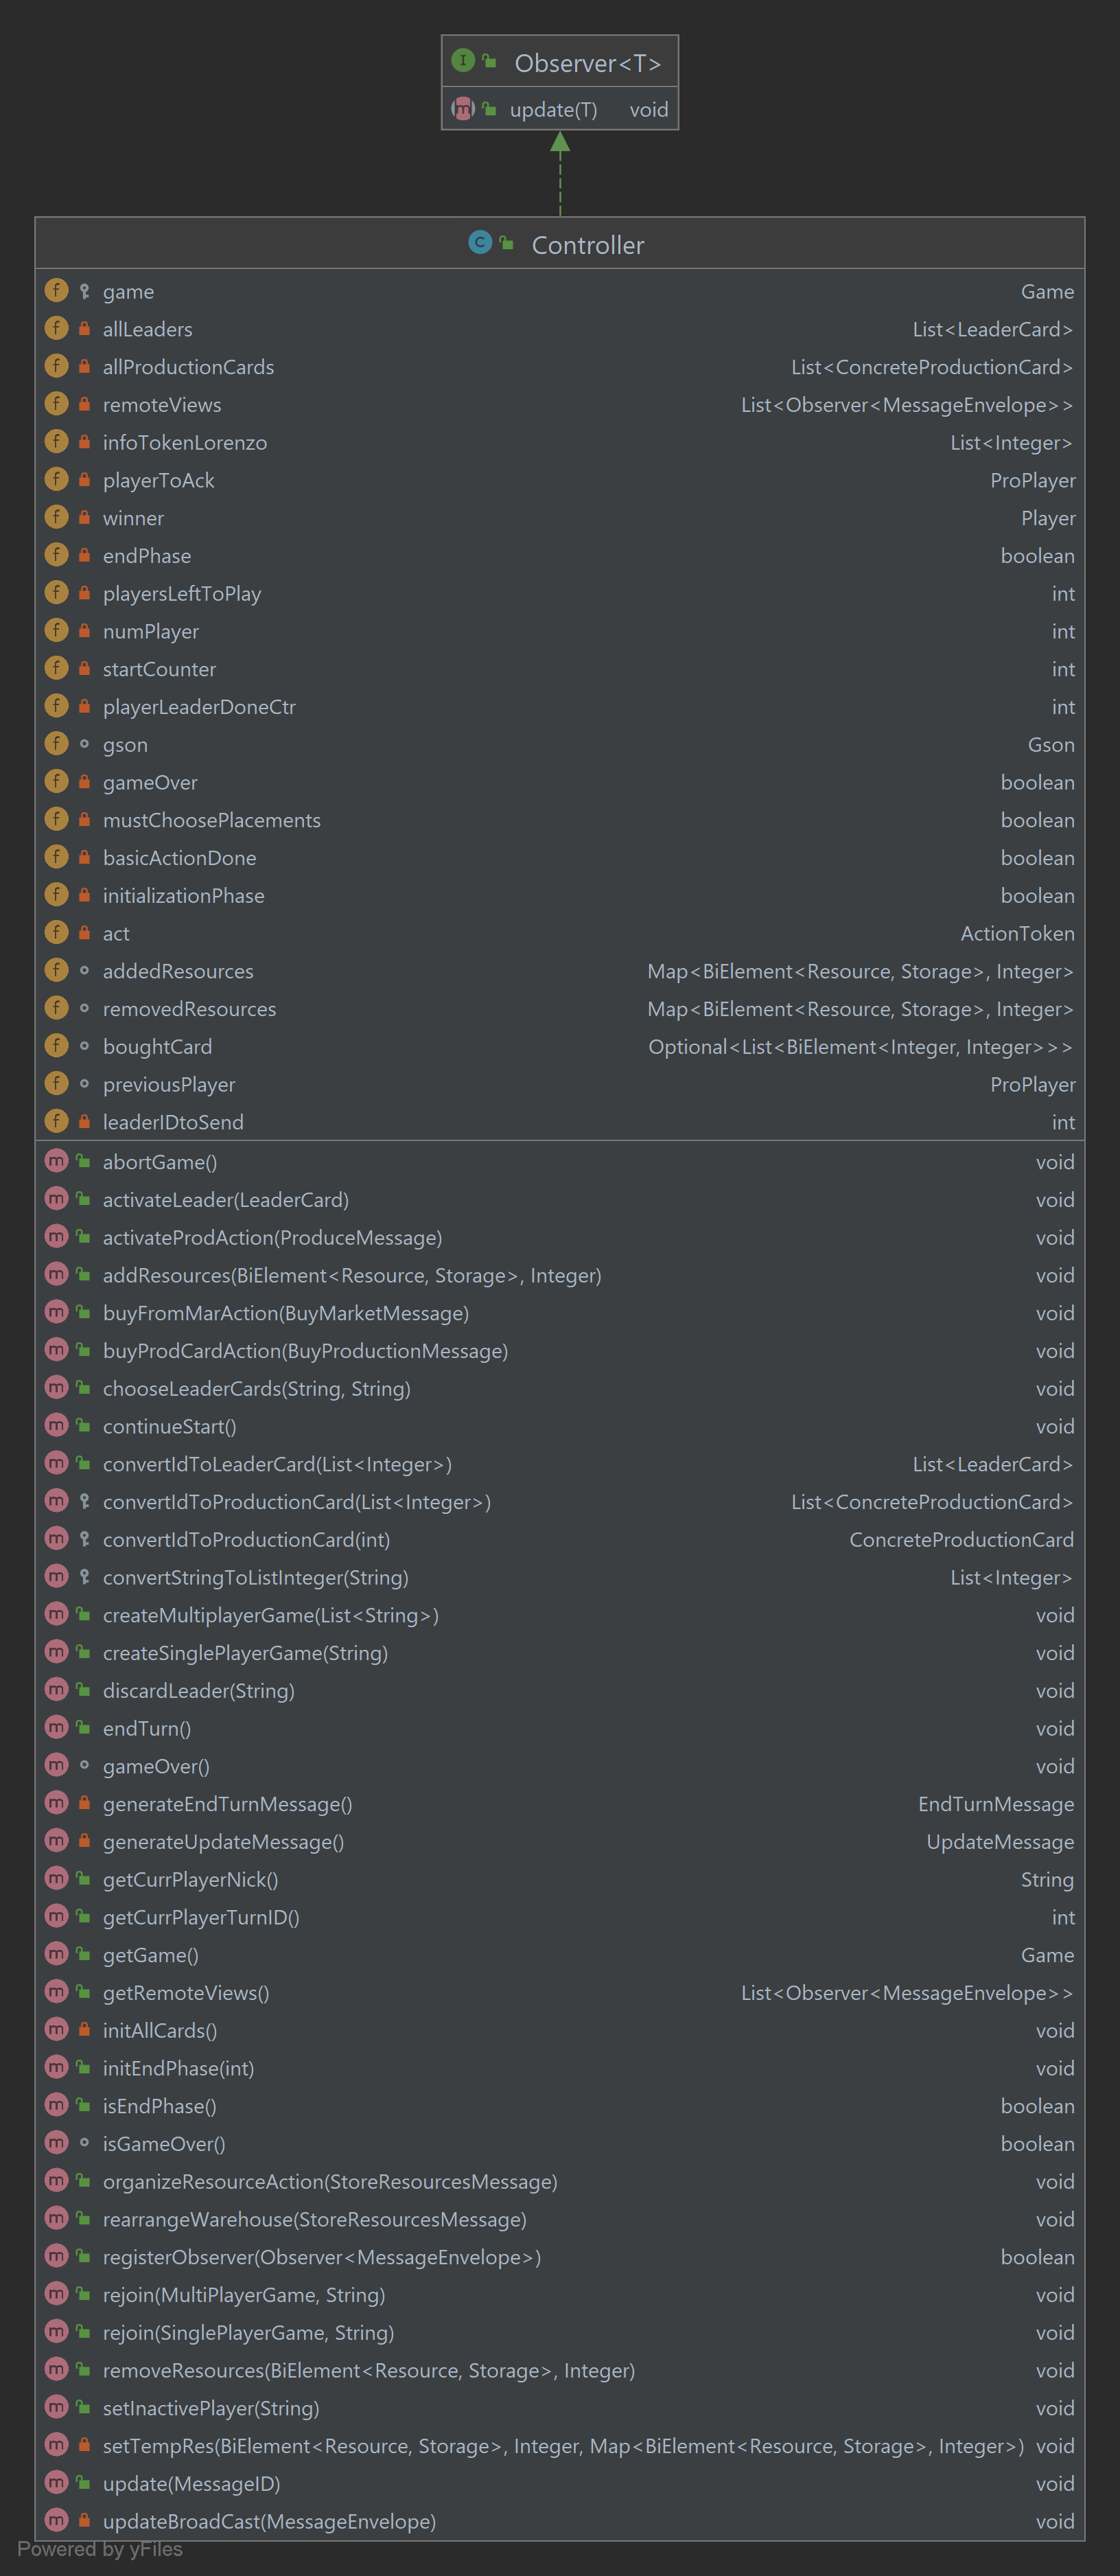 Observer<T>
update(T) void
Controller
game Game
allLeaders List<LeaderCard>
allProductionCards List<ConcreteProductionCard>
remoteViews List<Observer<MessageEnvelope>>
infoTokenLorenzo List<Integer>
playerToAck ProPlayer
winner Player
endPhase boolean
playersLeftToPlay int
numPlayer int
startCounter int
playerLeaderDoneCtr int
gson Gson
gameOver boolean
mustChoosePlacements boolean
basicActionDone boolean
initializationPhase boolean
act ActionToken
addedResources Map<BiElement<Resource, Storage>, Integer>
removedResources Map<BiElement<Resource, Storage>, Integer>
boughtCard Optional<List<BiElement<Integer, Integer>>>
previousPlayer ProPlayer
leaderIDtoSend int
abortGame() void
activateLeader(LeaderCard) void
activateProdAction(ProduceMessage) void
addResources(BiElement<Resource, Storage>, Integer) void
buyFromMarAction(BuyMarketMessage) void
buyProdCardAction(BuyProductionMessage) void
chooseLeaderCards(String, String) void
continueStart() void
convertIdToLeaderCard(List<Integer>) List<LeaderCard>
convertIdToProductionCard(List<Integer>) List<ConcreteProductionCard>
convertIdToProductionCard(int) ConcreteProductionCard
convertStringToListInteger(String) List<Integer>
createMultiplayerGame(List<String>) void
createSinglePlayerGame(String) void
discardLeader(String) void
endTurn() void
gameOver() void
generateEndTurnMessage() EndTurnMessage
generateUpdateMessage() UpdateMessage
getCurrPlayerNick() String
getCurrPlayerTurnID() int
getGame() Game
getRemoteViews() List<Observer<MessageEnvelope>>
initAllCards() void
initEndPhase(int) void
isEndPhase() boolean
isGameOver() boolean
organizeResourceAction(StoreResourcesMessage) void
rearrangeWarehouse(StoreResourcesMessage) void
registerObserver(Observer<MessageEnvelope>) boolean
rejoin(MultiPlayerGame, String) void
rejoin(SinglePlayerGame, String) void
removeResources(BiElement<Resource, Storage>, Integer) void
setInactivePlayer(String) void
setTempRes(BiElement<Resource, Storage>, Integer, Map<BiElement<Resource, Storage>, Integer>) void
update(MessageID) void
updateBroadCast(MessageEnvelope) void
Powered by yFiles